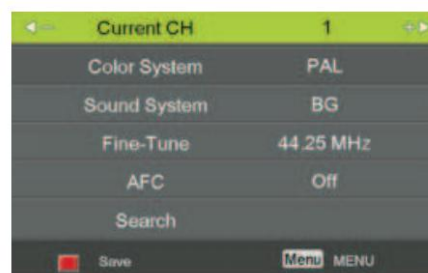 Current CH 1
Color System PAL
Sound System BG
Fine-Tune 44.25 MHz
AFC Off
Search
Save Menu MENU